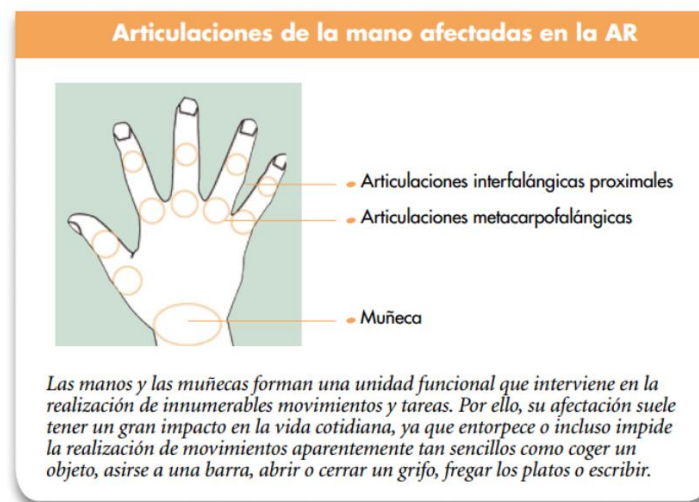 Articulaciones de la mano afectadas en la AR
Articulaciones interfalángicas proximales
Articulaciones metacarpofalángicas
Muñeca
Las manos y las muñecas forman una unidad funcional que interviene en la
realización de innumerables movimientos y tareas. Por ello, su afectación suele
tener un gran impacto en la vida cotidiana, ya que entorpece o incluso impide
la realización de movimientos aparentemente tan sencillos como coger un
objeto, asirse a una barra, abrir o cerrar un grifo, fregar los platos o escribir.